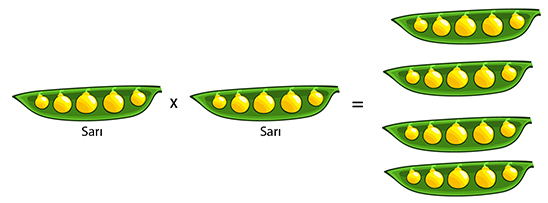 x =
Sarı Sarı